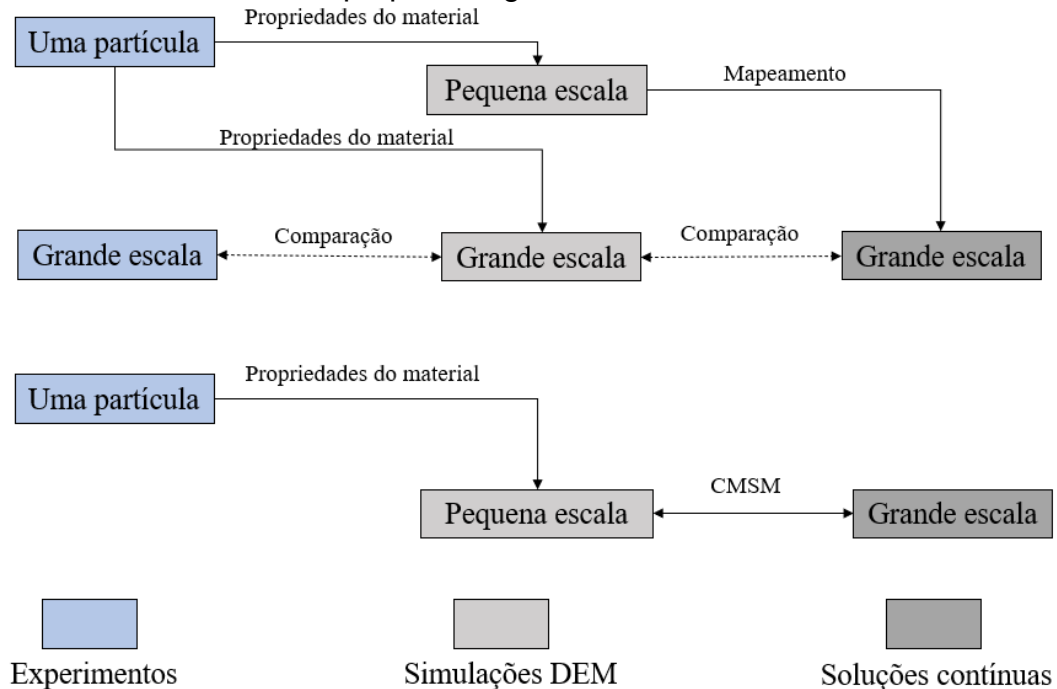 Propriedades do material
Uma partícula
Pequena escala
Mapeamento
Propriedades do material
Grande escala
Comparação
Grande escala
Comparação
Grande escala
Uma partícula
Propriedades do material
Pequena escala
CMSM
Grande escala
Experimentos
Simulações DEM
Soluções contínuas